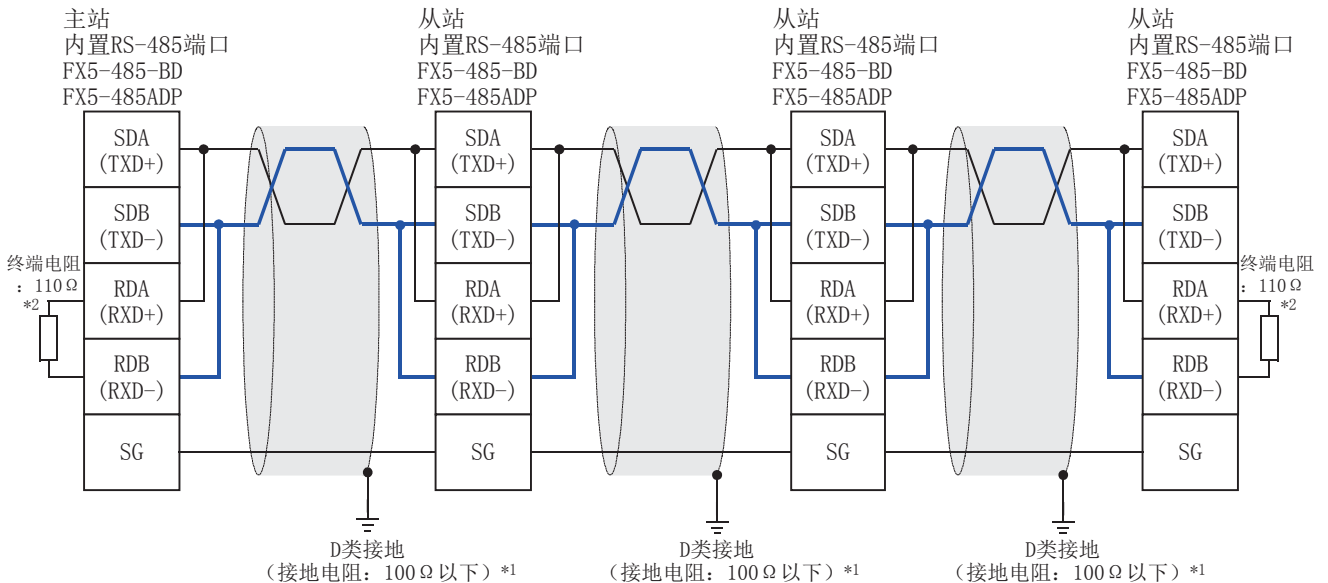 主站
内置RS-485端口
FX5-485-BD
FX5-485ADP
从站
内置RS-485端口
FX5-485-BD
FX5-485ADP
从站
内置RS-485端口
FX5-485-BD
FX5-485ADP
从站
内置RS-485端口
FX5-485-BD
FX5-485ADP
SDA
(TXD+)
SDB
(TXD-)
RDA
(RXD+)
RDB
(RXD-)
SG
SDA
(TXD+)
SDB
(TXD-)
RDA
(RXD+)
RDB
(RXD-)
SG
SDA
(TXD+)
SDB
(TXD-)
RDA
(RXD+)
RDB
(RXD-)
SG
SDA
(TXD+)
SDB
(TXD-)
RDA
(RXD+)
RDB
(RXD-)
SG
终端电阻
：110Ω
*2
终端电阻
：110Ω
*2
D类接地
（接地电阻：100Ω以下）*1
D类接地
（接地电阻：100Ω以下）*1
D类接地
（接地电阻：100Ω以下）*1